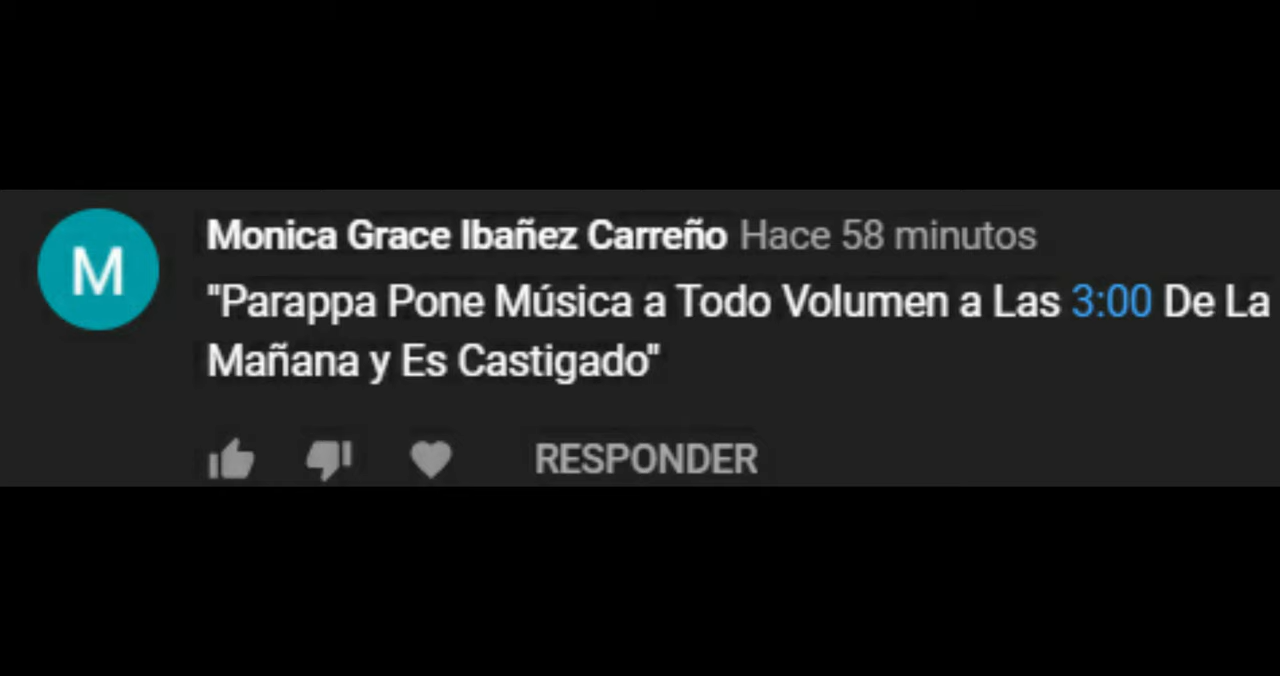 M
Monica Grace Ibañez Carreño Hace 58 minutos
"Parappa Pone Música a Todo Volumen a Las 3:00 De La
Mañana y Es Castigado"
RESPONDER